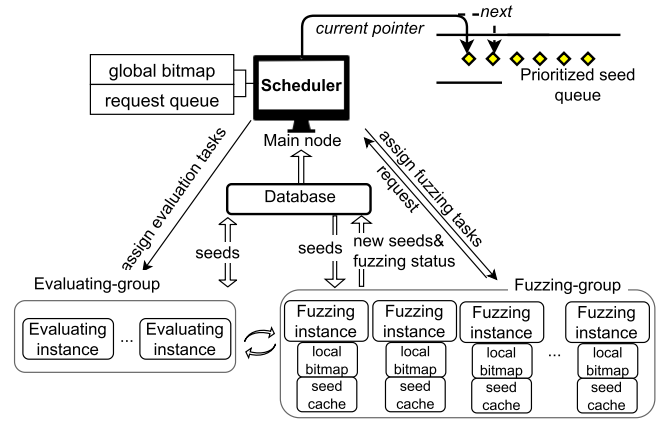 next
current pointer
global bitmap
request queue
Scheduler
Prioritized seed
queue
Main node
assign evaluation tasks
assign fuzzing tasks
request
Database
seeds
seeds
new seeds&
fuzzing status
Evaluating-group
Fuzzing-group
Evaluating
instance
...
Evaluating
instance
Fuzzing
instance
local
bitmap
seed
cache
Fuzzing
instance
local
bitmap
seed
cache
Fuzzing
instance
local
bitmap
seed
cache
...
Fuzzing
instance
local
bitmap
seed
cache